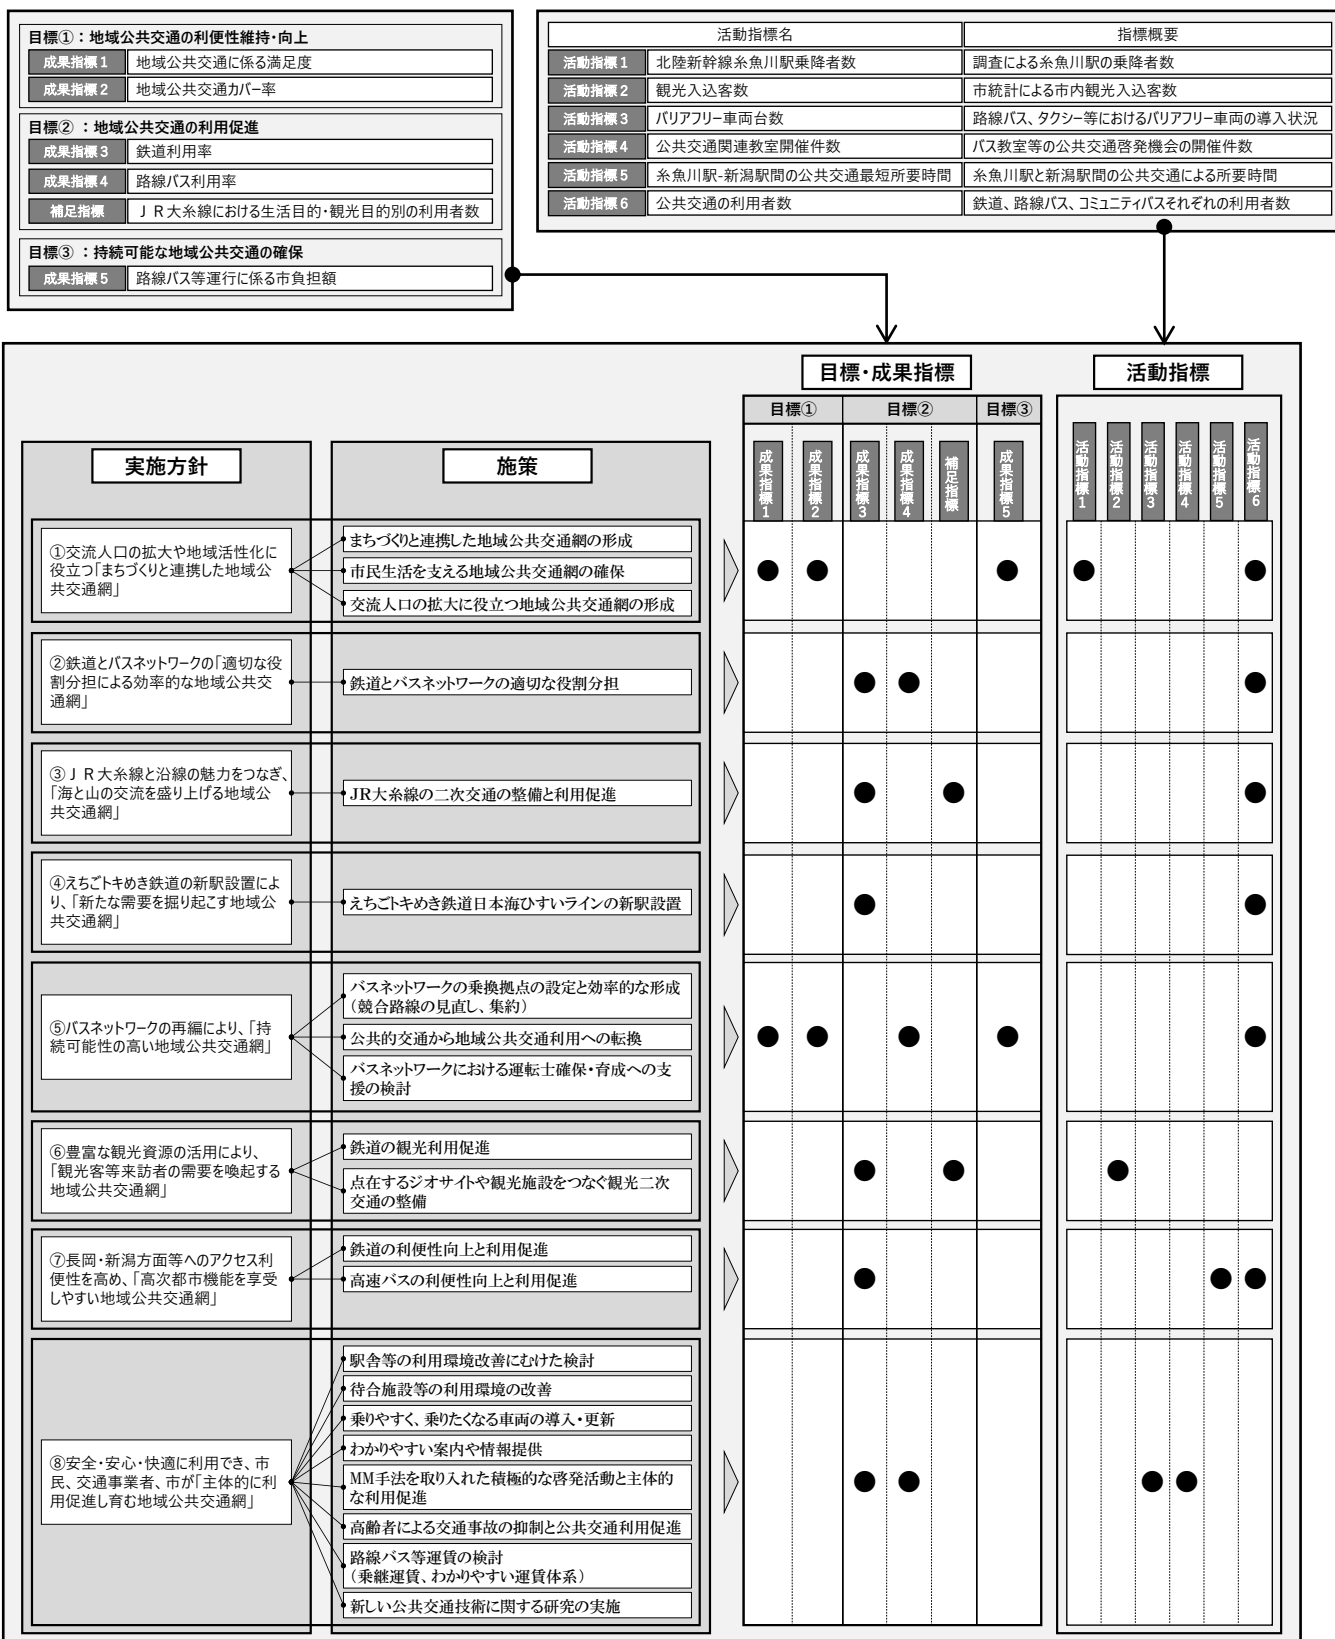 目標①：地域公共交通の利便性維持・向上
成果指標1 地域公共交通に係る満足度
成果指標2 地域公共交通カバー率
目標②：地域公共交通の利用促進
成果指標3 鉄道利用率
成果指標4 路線バス利用率
補足指標 ＪＲ大糸線における生活目的・観光目的別の利用者数
目標③：持続可能な地域公共交通の確保
成果指標5 路線バス等運行に係る市負担額
活動指標名 指標概要
活動指標1 北陸新幹線糸魚川駅乗降者数 調査による糸魚川駅の乗降者数
活動指標2 観光入込客数 市統計による市内観光入込客数
活動指標3 バリアフリー車両台数 路線バス、タクシー等におけるバリアフリー車両の導入状況
活動指標4 公共交通関連教室開催件数 バス教室等の公共交通啓発機会の開催件数
活動指標5 糸魚川駅-新潟駅間の公共交通最短所要時間 糸魚川駅と新潟駅間の公共交通による所要時間
活動指標6 公共交通の利用者数 鉄道、路線バス、コミュニティバスそれぞれの利用者数
目標・成果指標 活動指標
目標① 目標② 目標③
成果指標1 成果指標2 成果指標3 成果指標4 補足指標 成果指標5
活動指標1 活動指標2 活動指標3 活動指標4 活動指標5 活動指標6
実施方針 施策
①交流人口の拡大や地域活性化に
役立つ「まちづくりと連携した地域公
共交通網」
まちづくりと連携した地域公共交通網の形成
市民生活を支える地域公共交通網の確保
交流人口の拡大に役立つ地域公共交通網の形成
②鉄道とバスネットワークの「適切な役
割分担による効率的な地域公共交
通網」
鉄道とバスネットワークの適切な役割分担
③ＪＲ大糸線と沿線の魅力をつなぎ、
「海と山の交流を盛り上げる地域公
共交通網」
JR大糸線の二次交通の整備と利用促進
④えちごトキめき鉄道の新駅設置によ
り、「新たな需要を掘り起こす地域公
共交通網」
えちごトキめき鉄道日本海ひすいラインの新駅設置
⑤バスネットワークの再編により、「持
続可能性の高い地域公共交通網」
バスネットワークの乗換拠点の設定と効率的な形成
（競合路線の見直し、集約）
公共的交通から地域公共交通利用への転換
バスネットワークにおける運転士確保・育成への支
援の検討
⑥豊富な観光資源の活用により、
「観光客等来訪者の需要を喚起する
地域公共交通網」
鉄道の観光利用促進
点在するジオサイトや観光施設をつなぐ観光二次
交通の整備
⑦長岡・新潟方面等へのアクセス利
便性を高め、「高次都市機能を享受
しやすい地域公共交通網」
鉄道の利便性向上と利用促進
高速バスの利便性向上と利用促進
⑧安全・安心・快適に利用でき、市
民、交通事業者、市が「主体的に利
用促進し育む地域公共交通網」
駅舎等の利用環境改善にむけた検討
待合施設等の利用環境の改善
乗りやすく、乗りたくなる車両の導入・更新
わかりやすい案内や情報提供
MM手法を取り入れた積極的な啓発活動と主体的
な利用促進
高齢者による交通事故の抑制と公共交通利用促進
路線バス等運賃の検討
（乗継運賃、わかりやすい運賃体系）
新しい公共交通技術に関する研究の実施